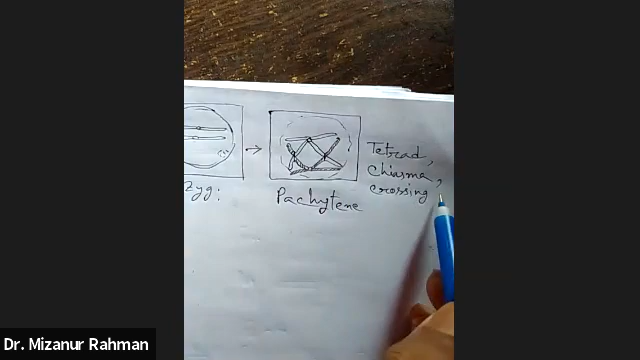 Tetrad,
Chiasma,
crossing
Zyg:
Pachytene
Dr. Mizanur Rahman